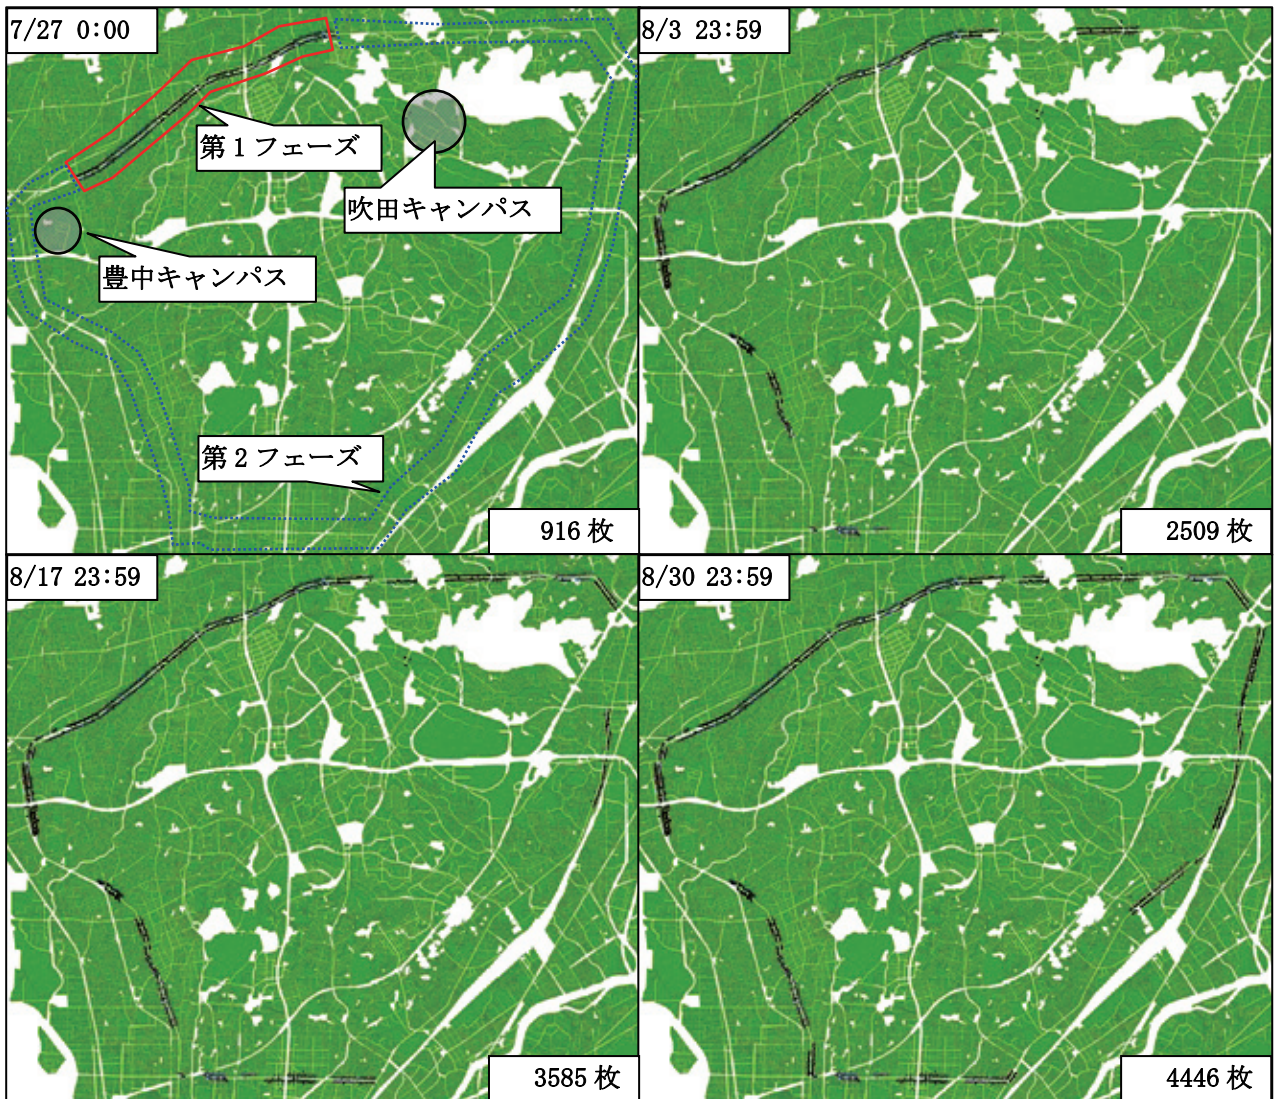 7/27 0:00
第1フェーズ
吹田キャンパス
豊中キャンパス
第2フェーズ
916 枚
8/3 23:59
2509 枚
8/17 23:59
3585 枚
8/30 23:59
4446 枚